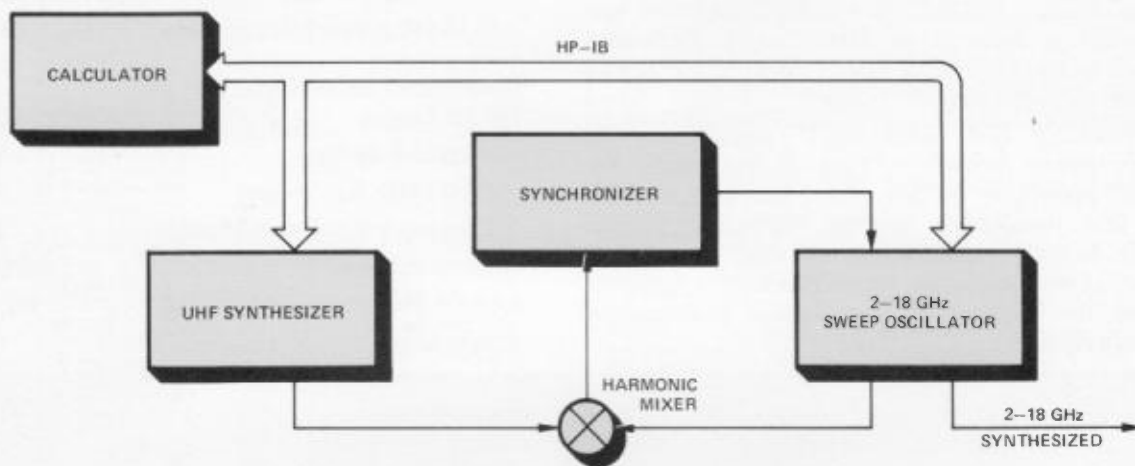 HP–IB
CALCULATOR
SYNCHRONIZER
UHF SYNTHESIZER
2–18 GHz
SWEEP OSCILLATOR
HARMONIC
MIXER
2–18 GHz
SYNTHESIZED